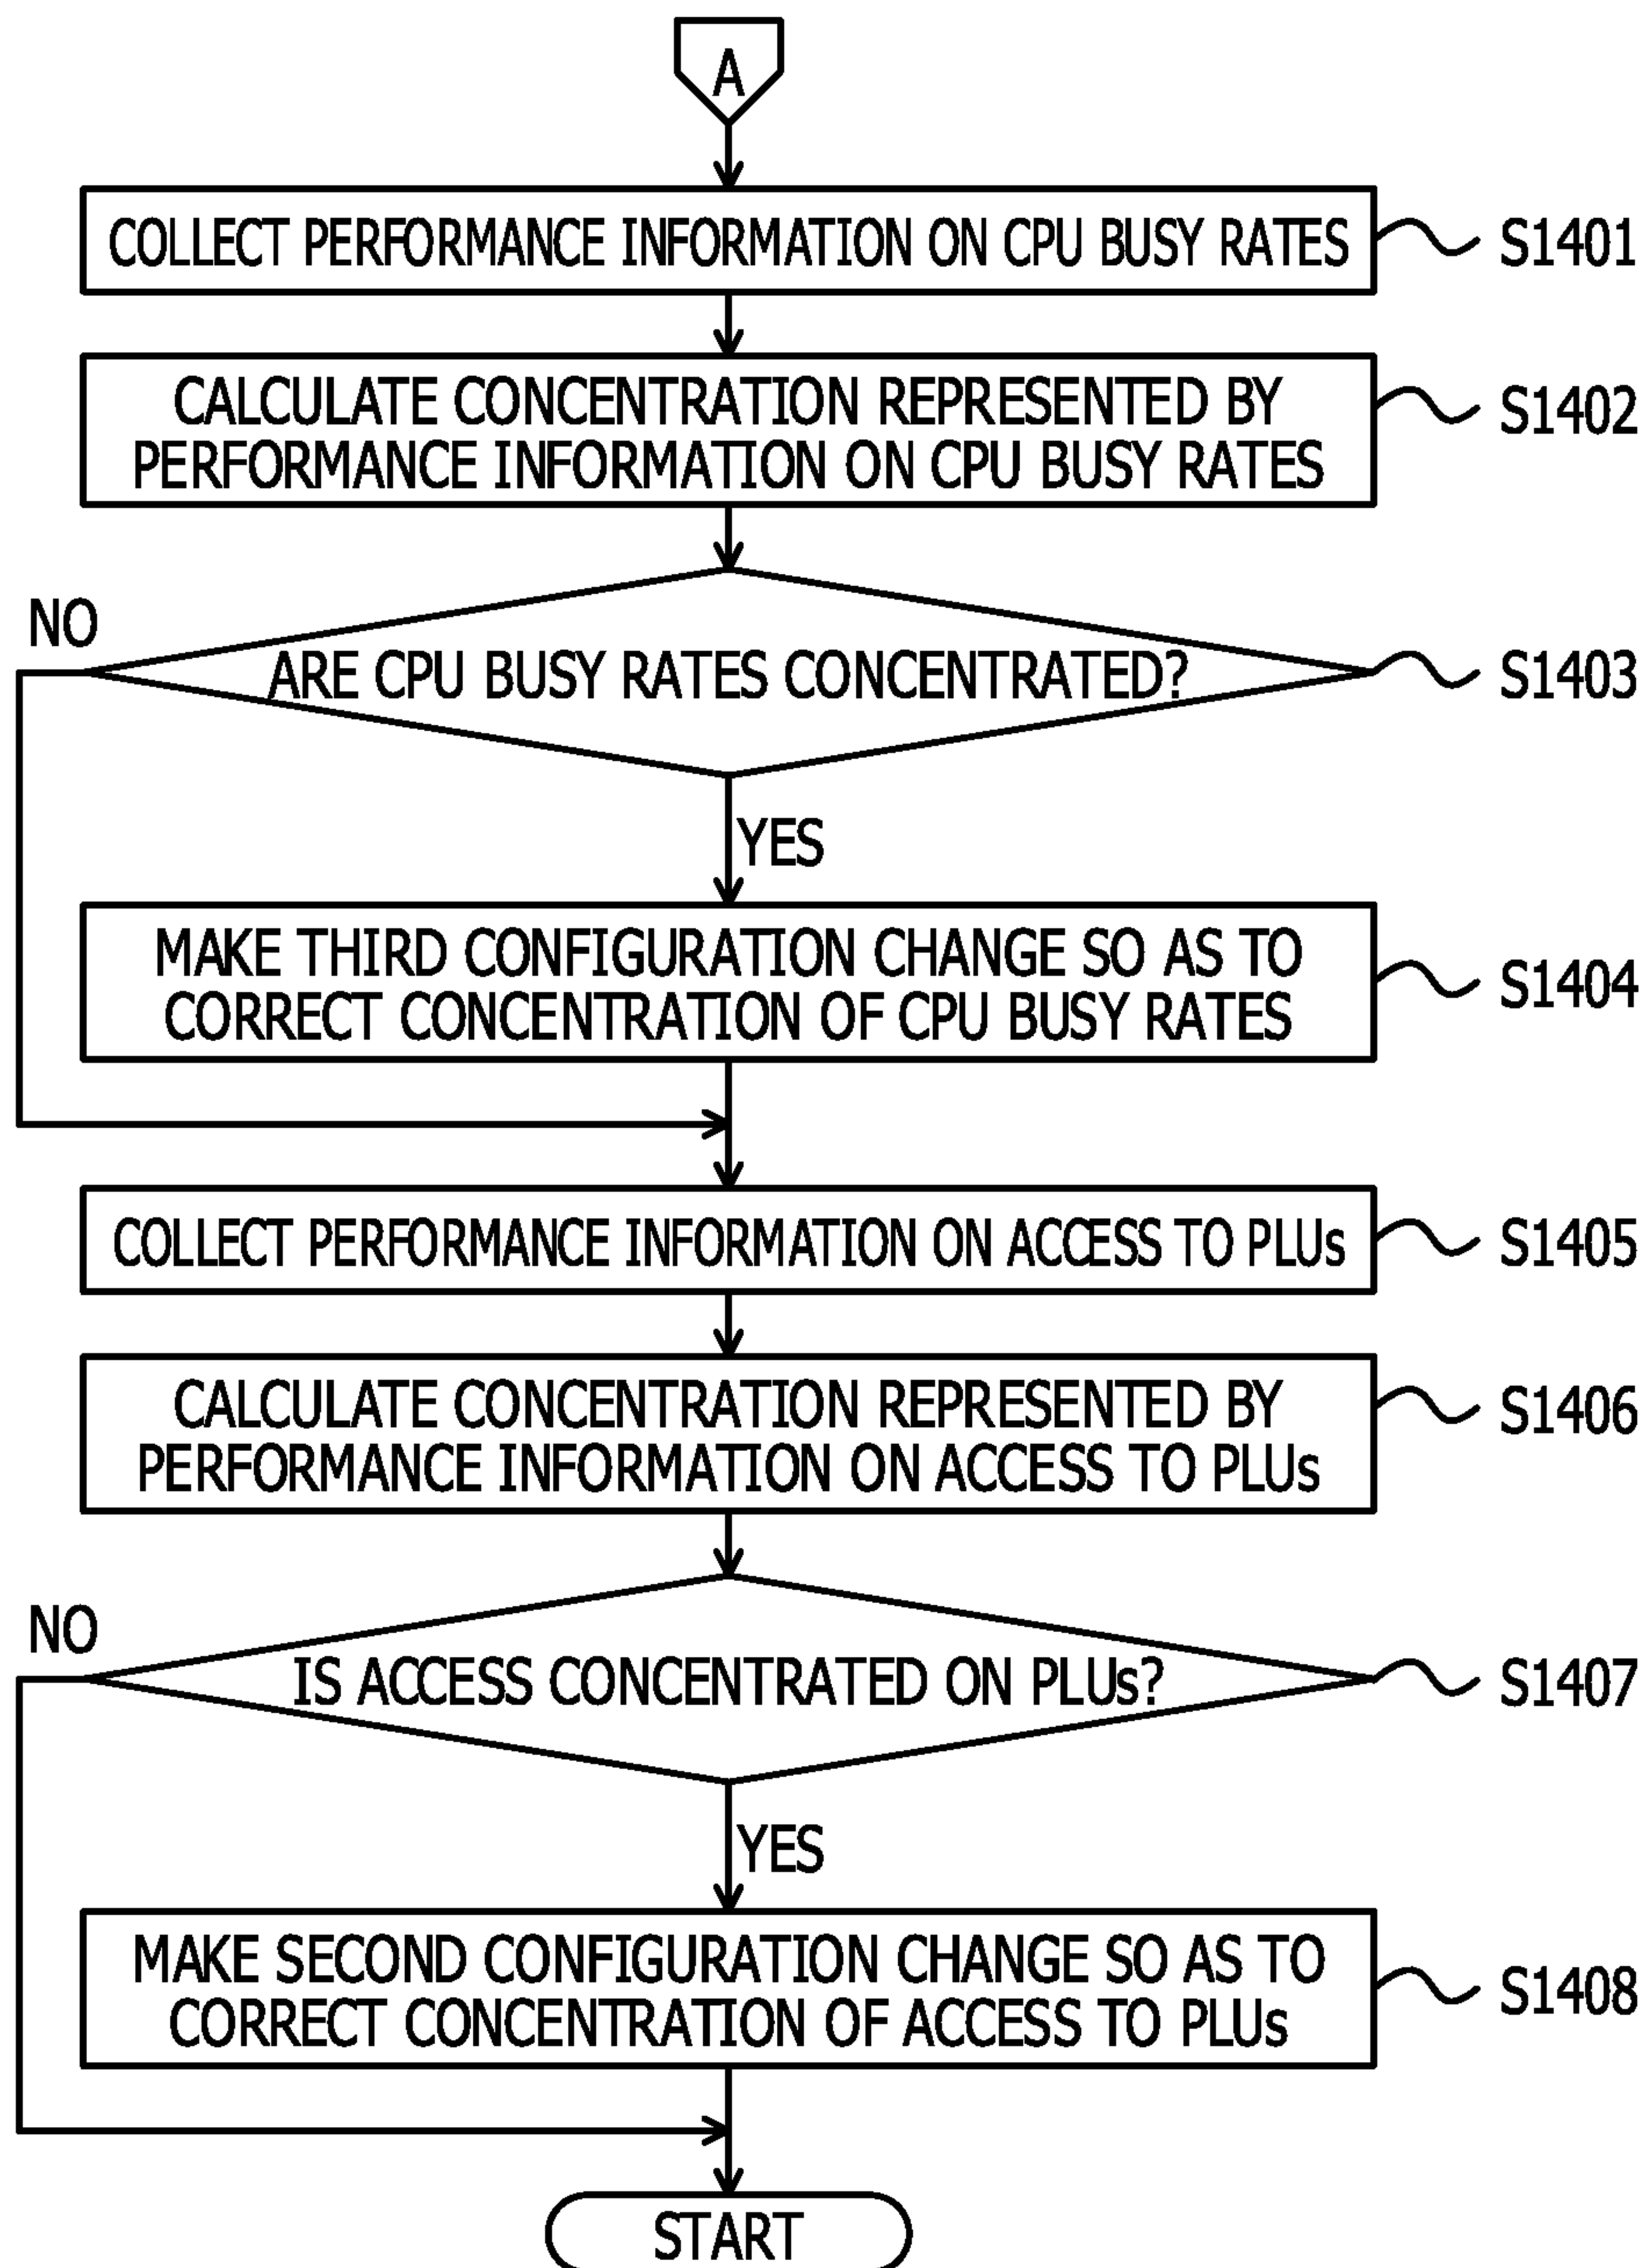 A
COLLECT PERFORMANCE INFORMATION ON CPU BUSY RATES
S1401
CALCULATE CONCENTRATION REPRESENTED BY
PERFORMANCE INFORMATION ON CPU BUSY RATES
S1402
NO
ARE CPU BUSY RATES CONCENTRATED?
S1403
YES
MAKE THIRD CONFIGURATION CHANGE SO AS TO
CORRECT CONCENTRATION OF CPU BUSY RATES
S1404
COLLECT PERFORMANCE INFORMATION ON ACCESS TO PLUs
S1405
CALCULATE CONCENTRATION REPRESENTED BY
PERFORMANCE INFORMATION ON ACCESS TO PLUs
S1406
NO
IS ACCESS CONCENTRATED ON PLUs?
S1407
YES
MAKE SECOND CONFIGURATION CHANGE SO AS TO
CORRECT CONCENTRATION OF ACCESS TO PLUs
S1408
START